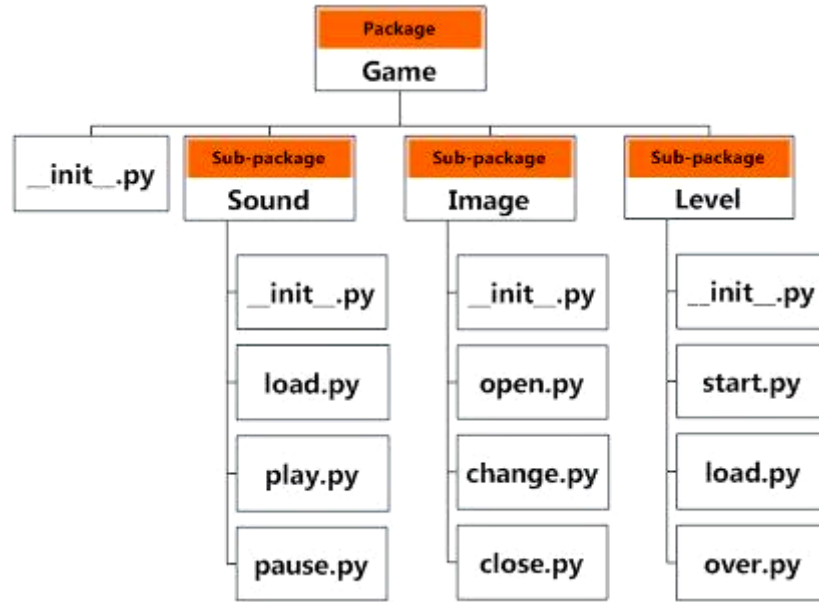 Package
Game
__init__.py
Sub-package
Sound
__init__.py
load.py
play.py
pause.py
Sub-package
Image
__init__.py
open.py
change.py
close.py
Sub-package
Level
__init__.py
start.py
load.py
over.py